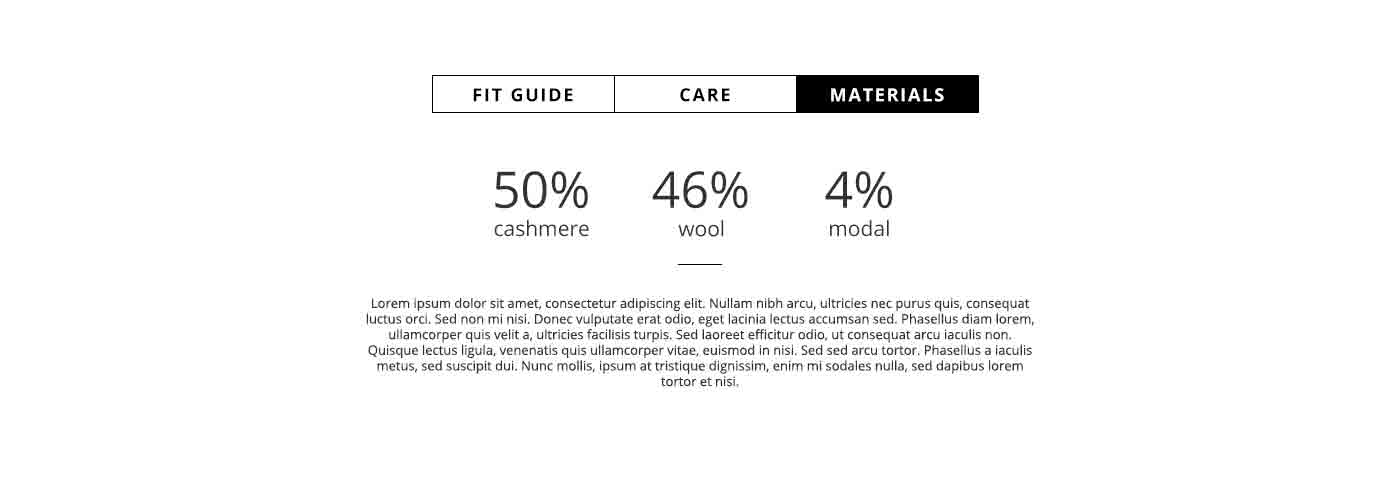 FIT GUIDE CARE MATERIALS
50% 46% 4%
cashmere wool modal
Lorem ipsum dolor sit amet, consectetur adipiscing elit. Nullam nibh arcu, ultricies nec purus quis, consequat
luctus orci. Sed non mi nisi. Donec vulputate erat odio, eget lacinia lectus accumsan sed. Phasellus diam lorem,
ullamcorper quis velit a, ultricies facilisis turpis. Sed laoreet efficitur odio, ut consequat arcu iaculis non.
Quisque lectus ligula, venenatis quis ullamcorper vitae, euismod in nisi. Sed sed arcu tortor. Phasellus a iaculis
metus, sed suscipit dui. Nunc mollis, ipsum at tristique dignissim, enim mi sodales nulla, sed dapibus lorem
tortor et nisi.